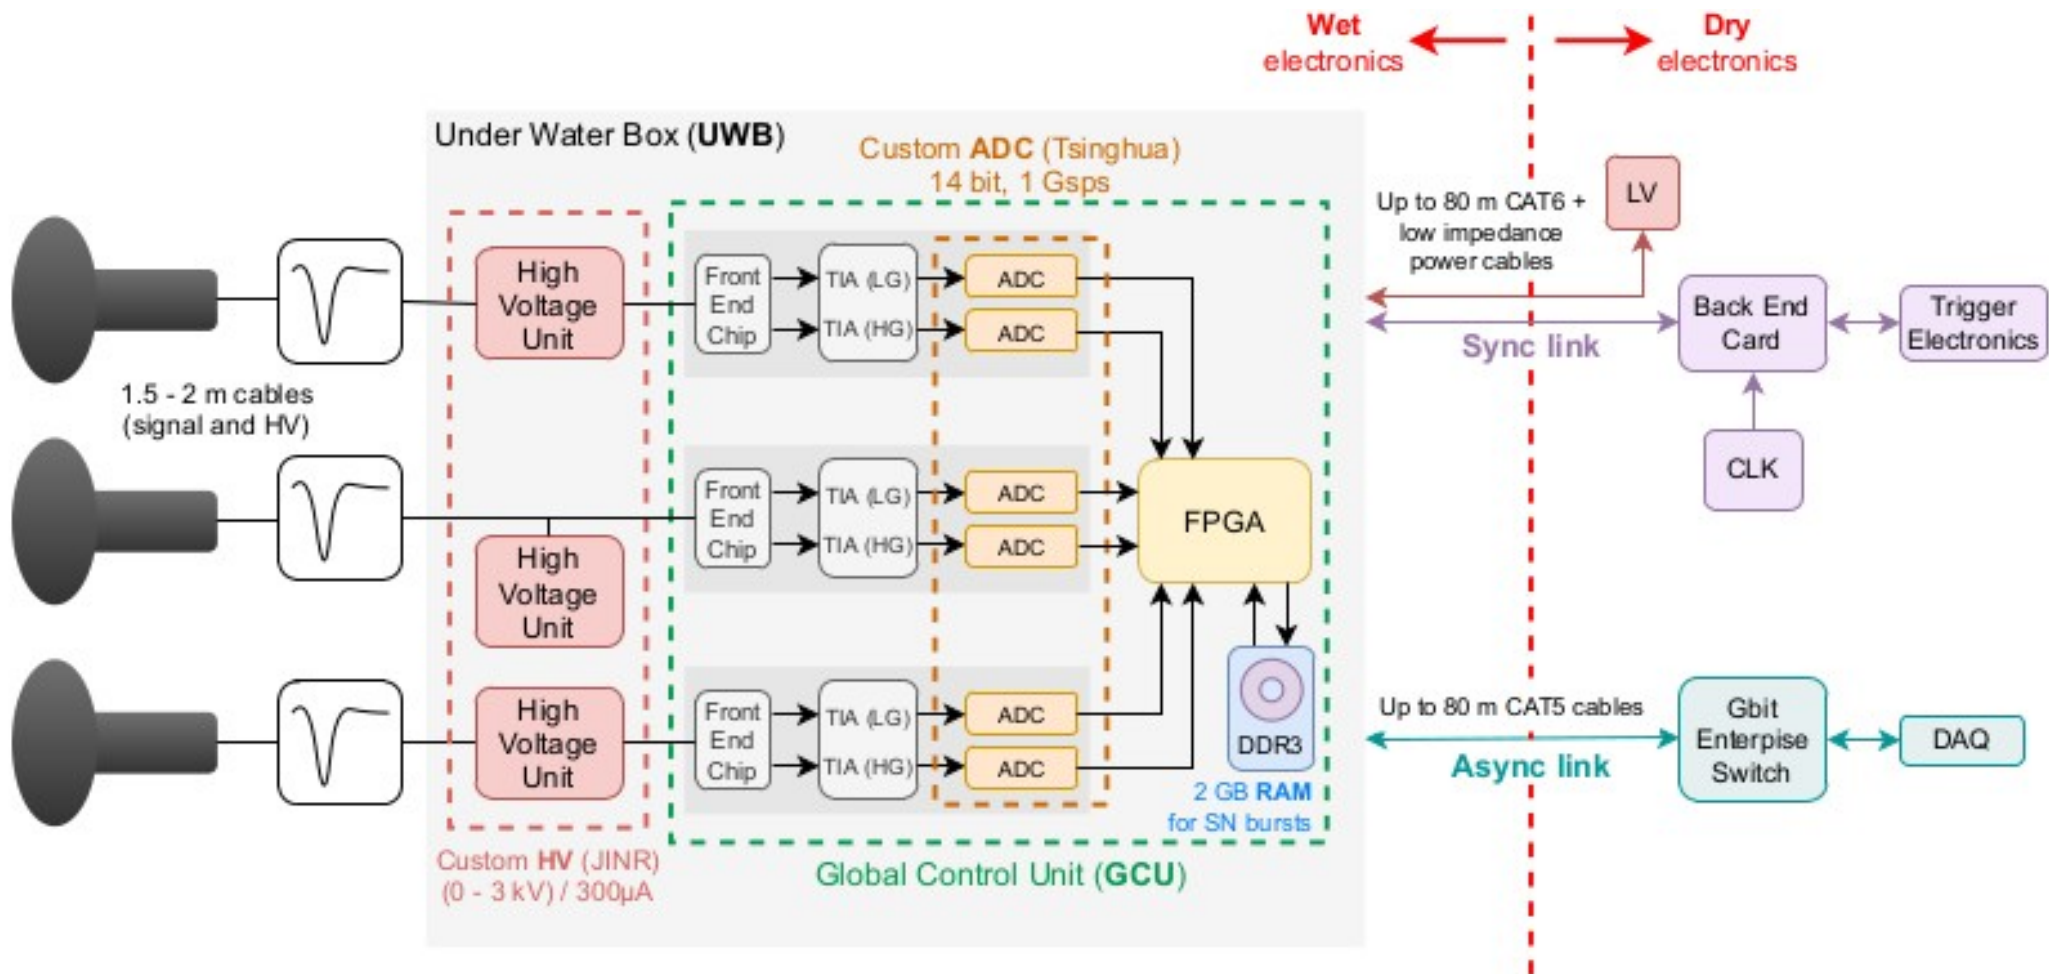 Wet
electronics
Dry
electronics
Under Water Box (UWB)
Custom ADC (Tsinghua)
14 bit, 1 Gsps
Up to 80 m CAT6 +
low impedance
power cables
LV
High
Voltage
Unit
Front
End
Chip
TIA (LG)
TIA (HG)
ADC
ADC
Sync link
Back End
Card
Trigger
Electronics
CLK
1.5 - 2 m cables
(signal and HV)
High
Voltage
Unit
Front
End
Chip
TIA (LG)
TIA (HG)
ADC
ADC
FPGA
High
Voltage
Unit
Front
End
Chip
TIA (LG)
TIA (HG)
ADC
ADC
DDR3
2 GB RAM
for SN bursts
Up to 80 m CAT5 cables
Async link
Gbit
Enterpise
Switch
DAQ
Custom HV (JINR)
(0 - 3 kV) / 300µA
Global Control Unit (GCU)